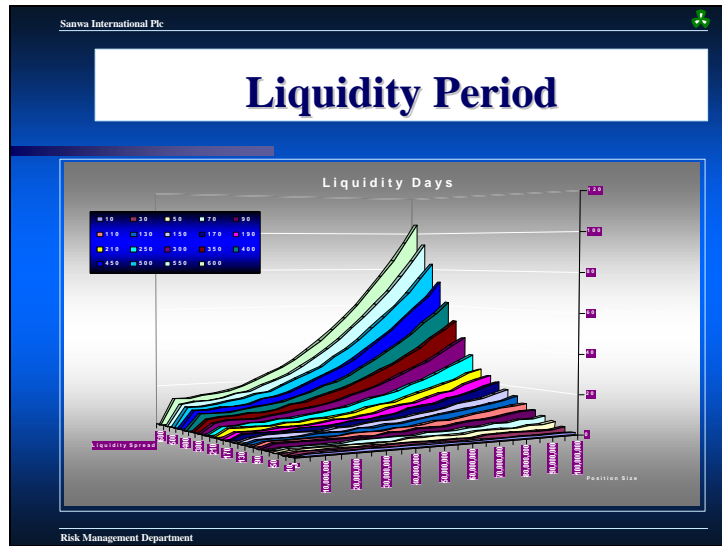 Sanwa International Plc
Liquidity Period
Liquidity Days
10 30 50 70 90
110 130 150 170 190
210 250 300 350 400
450 500 550 600
120
100
80
60
40
20
0
Liquidity Spread
10,000,000
20,000,000
30,000,000
40,000,000
50,000,000
60,000,000
70,000,000
80,000,000
90,000,000
100,000,000
Position Size
Risk Management Department